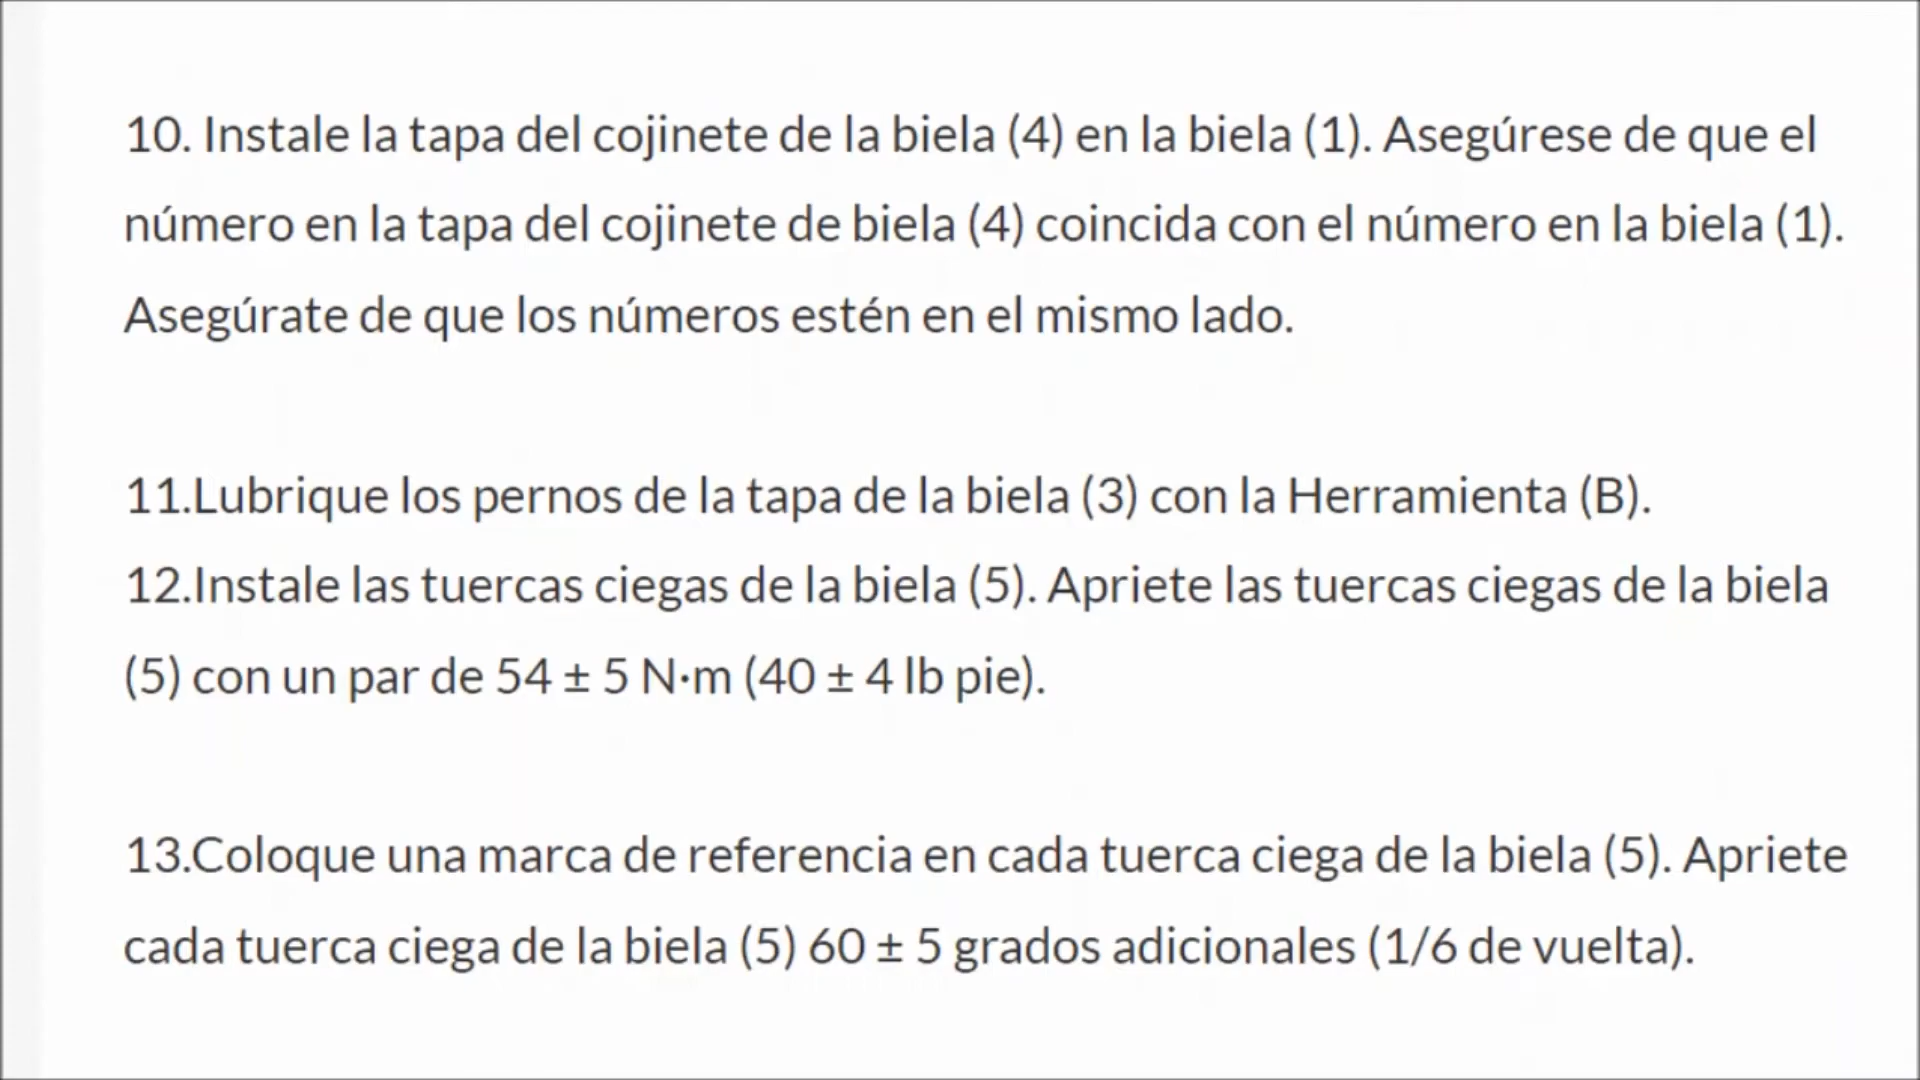 10. Instale la tapa del cojinete de la biela (4) en la biela (1). Asegúrese de que el
número en la tapa del cojinete de biela (4) coincida con el número en la biela (1).
Asegúrate de que los números estén en el mismo lado.
11.Lubrique los pernos de la tapa de la biela (3) con la Herramienta (B).
12.Instale las tuercas ciegas de la biela (5). Apriete las tuercas ciegas de la biela
(5) con un par de 54 ± 5 N·m (40 ± 4 lb pie).
13.Coloque una marca de referencia en cada tuerca ciega de la biela (5). Apriete
cada tuerca ciega de la biela (5) 60 ± 5 grados adicionales (1/6 de vuelta).